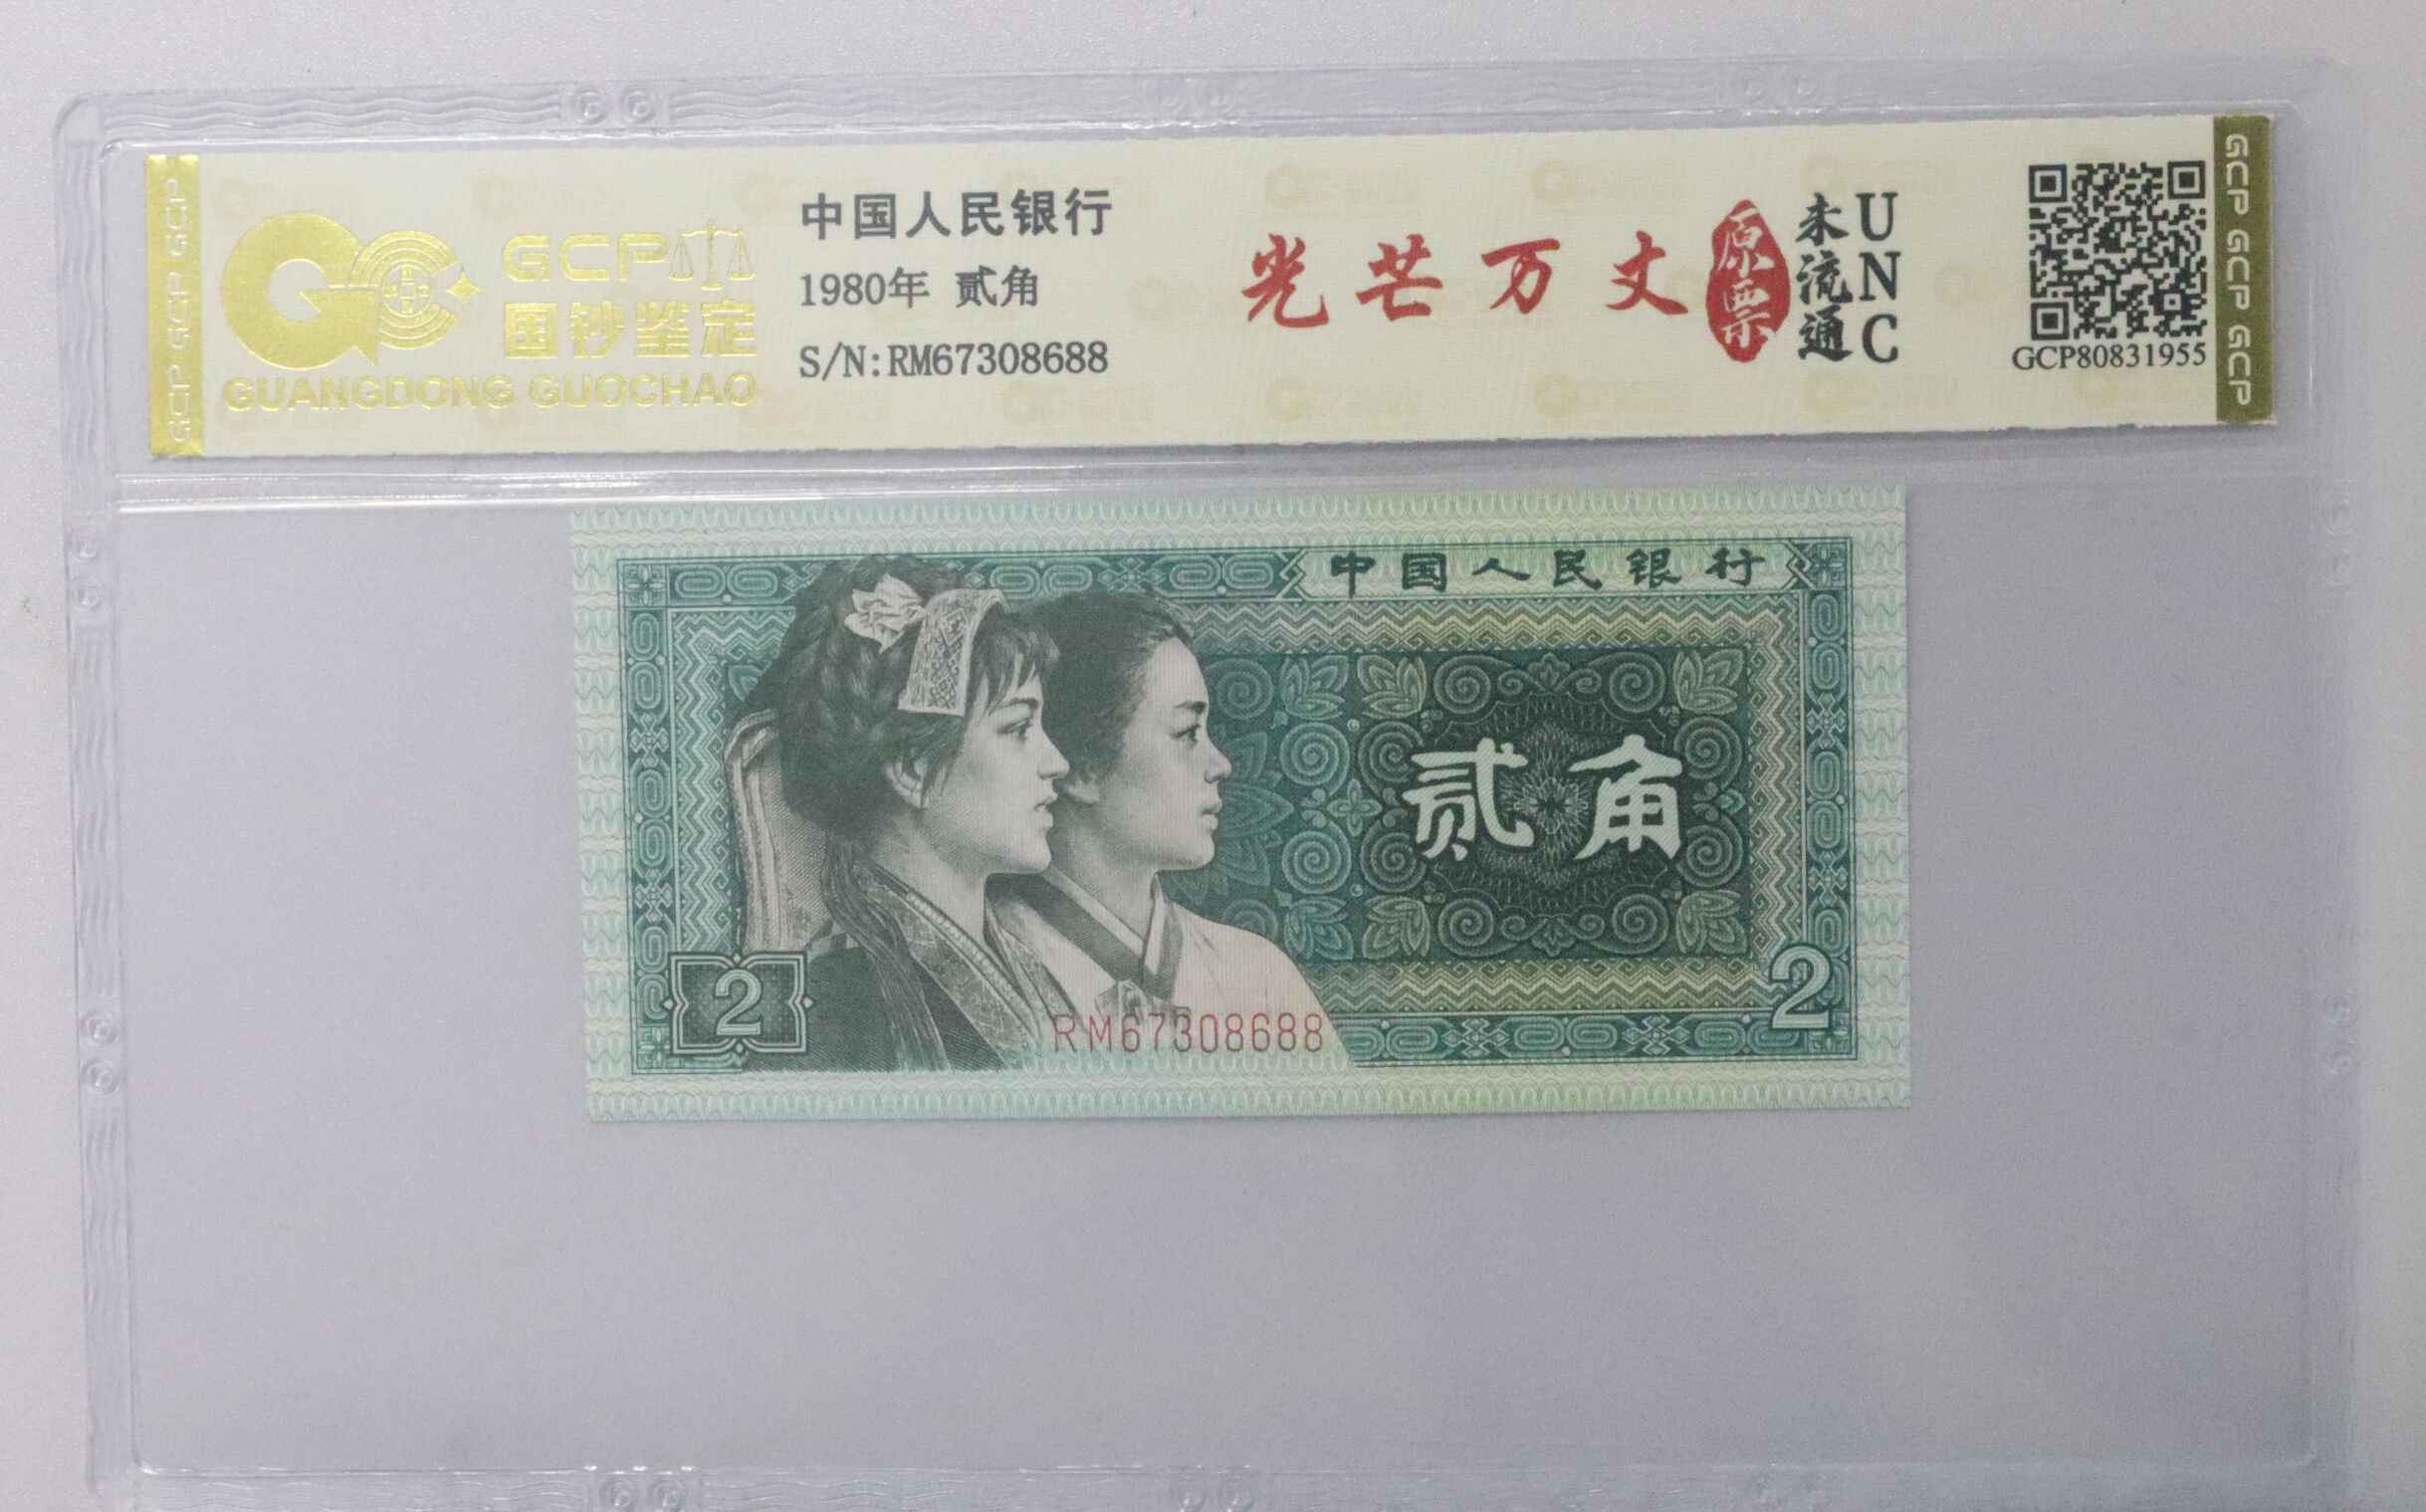 GCP GCP GCP
GCP
国钞鉴定
GUANGDONG GUOCHAO
中国人民银行
1980年 贰角
S/N:RM67308688
光芒万丈
原票
未流通
UNC
GCP80831955
GCP GCP GCP
中国人民银行
贰角
2
RM67308688
2